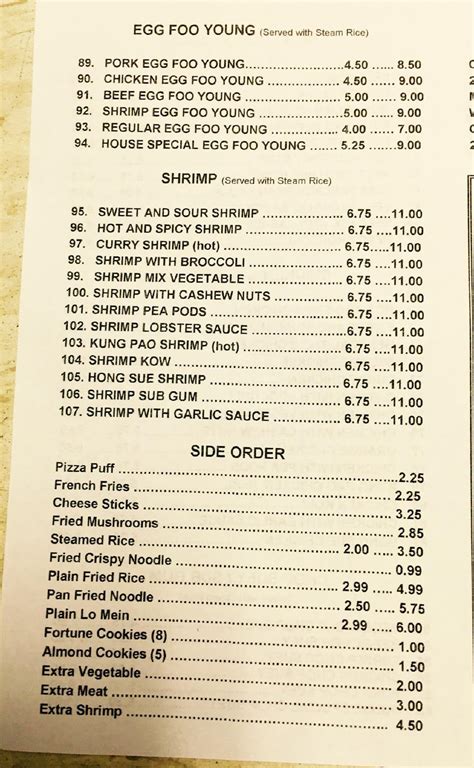 EGG FOO YOUNG (Served with Steam Rice)
89. PORK EGG FOO YOUNG....................4.50 ...... 8.50
90. CHICKEN EGG FOO YOUNG ............... 4.50 ..... 9.00
91. BEEF EGG FOO YOUNG .................... 5.00 ..... 9.00
92. SHRIMP EGG FOO YOUNG .................5.00 ..... 9.00
93. REGULAR EGG FOO YOUNG .............. 4.00 ...... 7.00
94. HOUSE SPECIAL EGG FOO YOUNG ....... 5.25 .......9.00
SHRIMP (Served with Steam Rice)
95. SWEET AND SOUR SHRIMP ..................... 6.75 ....11.00
96. HOT AND SPICY SHRIMP ........................ 6.75 ....11.00
97. CURRY SHRIMP (hot) .............................. 6.75....11.00
98. SHRIMP WITH BROCCOLI ....................... 6.75 ....11.00
99. SHRIMP MIX VEGETABLE ....................... 6.75 ....11.00
100. SHRIMP WITH CASHEW NUTS ................ 6.75 ....11.00
101. SHRIMP PEA PODS ............................... 6.75 ....11.00
102. SHRIMP LOBSTER SAUCE ..................... 6.75 ....11.00
103. KUNG PAO SHRIMP (hot) ....................... 6.75 ....11.00
104. SHRIMP KOW ...................................... 6.75 ....11.00
105. HONG SUE SHRIMP .............................. 6.75 ....11.00
106. SHRIMP SUB GUM ................................ 6.75 ....11.00
107. SHRIMP WITH GARLIC SAUCE ................ 6.75 ....11.00
SIDE ORDER
Pizza Puff ..................................................2.25
French Fries ............................................... 2.25
Cheese Sticks ............................................. 3.25
Fried Mushrooms ......................................... 2.85
Steamed Rice ................................... 2.00 ..... 3.50
Fried Crispy Noodle ..................................... 0.99
Plain Fried Rice ............................... 2.99 ..... 4.99
Pan Fried Noodle ............................... 2.50 ..... 5.75
Plain Lo Mein ................................... 2.99 ..... 6.00
Fortune Cookies (8) ..................................... 1.00
Almond Cookies (5) ...................................... 1.50
Extra Vegetable .......................................... 2.00
Extra Meat ................................................ 3.00
Extra Shrimp .............................................. 4.50